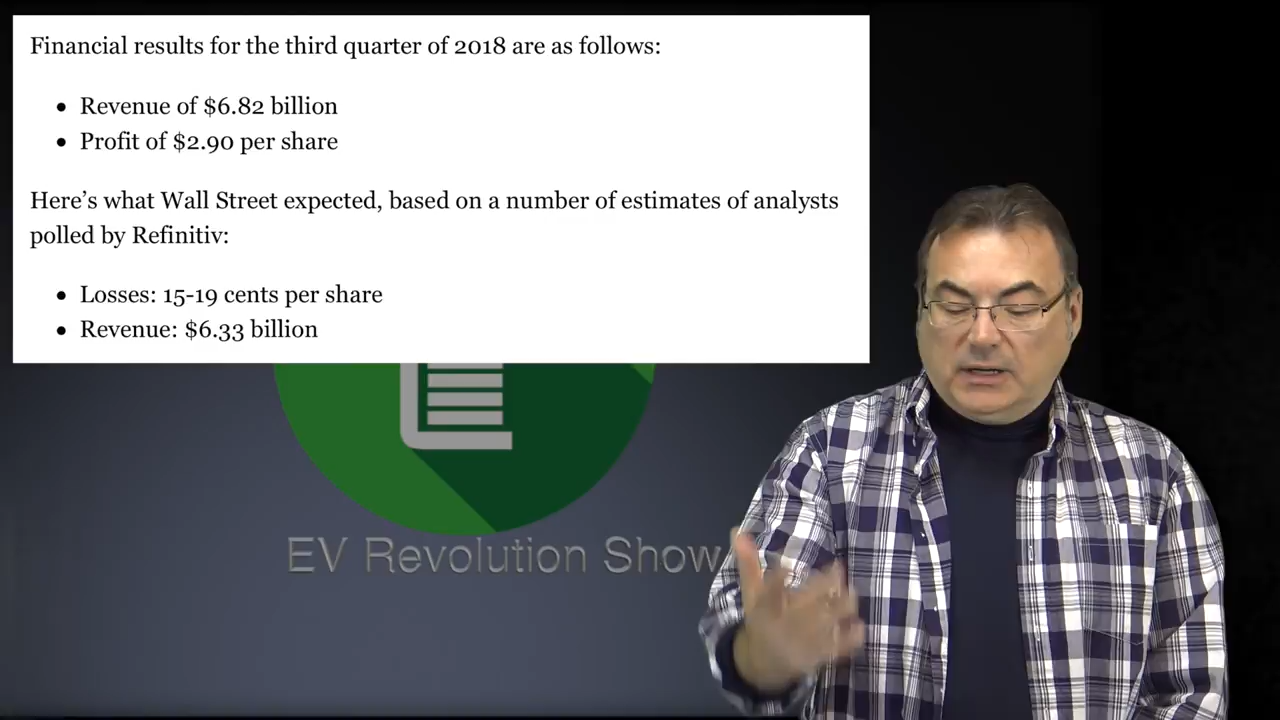 Financial results for the third quarter of 2018 are as follows:
• Revenue of $6.82 billion
• Profit of $2.90 per share
Here’s what Wall Street expected, based on a number of estimates of analysts
polled by Refinitiv:
• Losses: 15-19 cents per share
• Revenue: $6.33 billion
EV Revolution Show